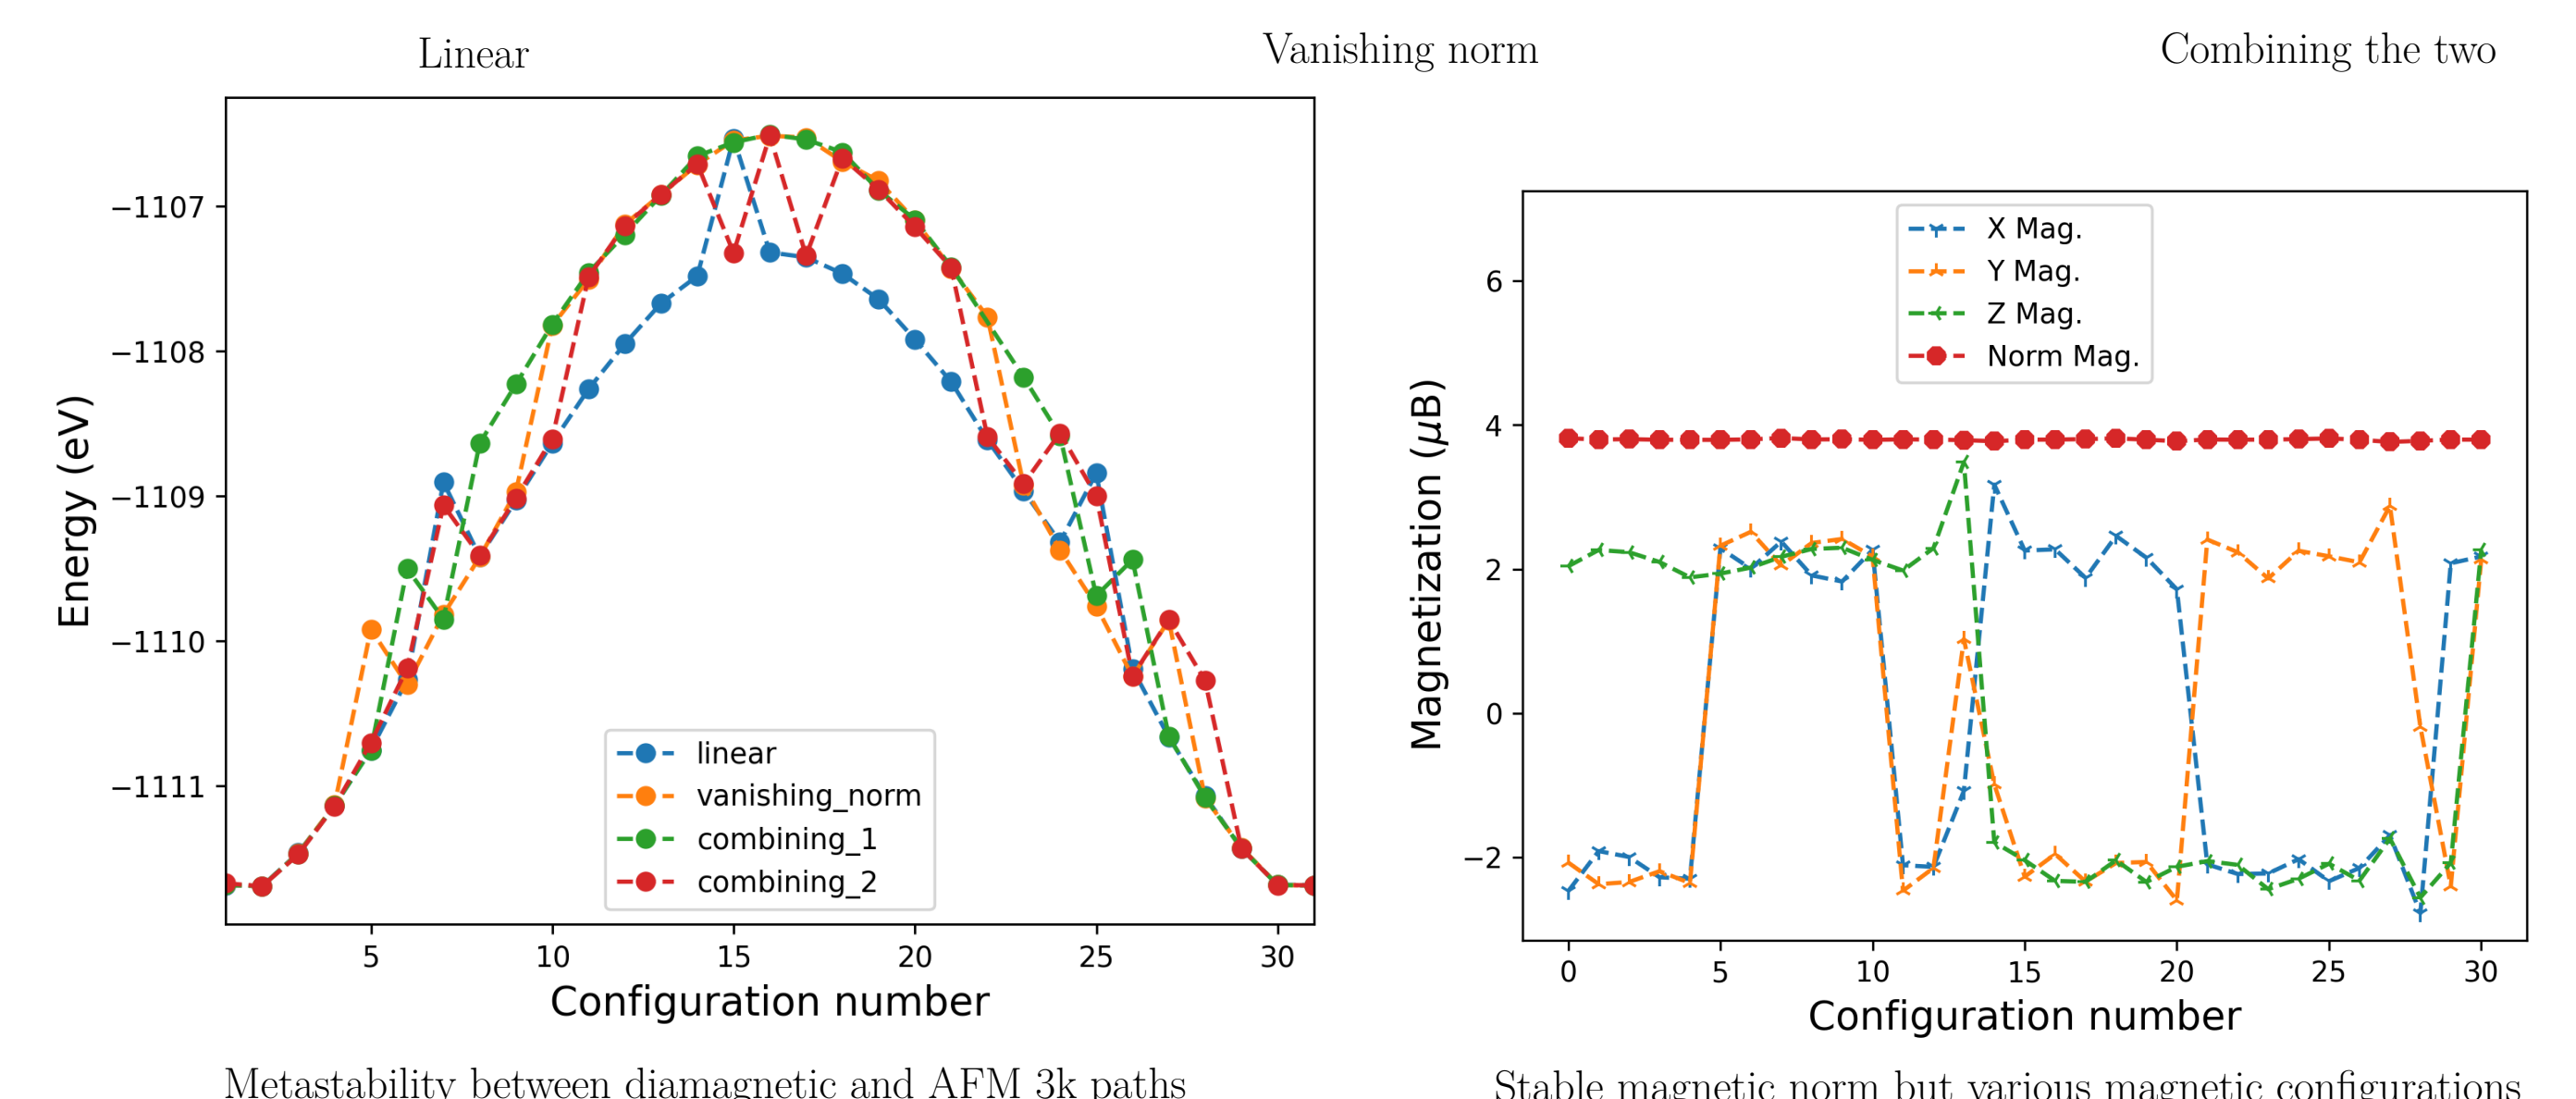 Linear
Vanishing norm
Combining the two
−1107
−1108
−1109
−1110
−1111
Energy (eV)
linear
vanishing_norm
combining_1
combining_2
5 10 15 20 25 30
Configuration number
Metastability between diamagnetic and AFM 3k paths
6
4
2
0
−2
Magnetization (μB)
X Mag.
Y Mag.
Z Mag.
Norm Mag.
0 5 10 15 20 25 30
Configuration number
Stable magnetic norm but various magnetic configurations